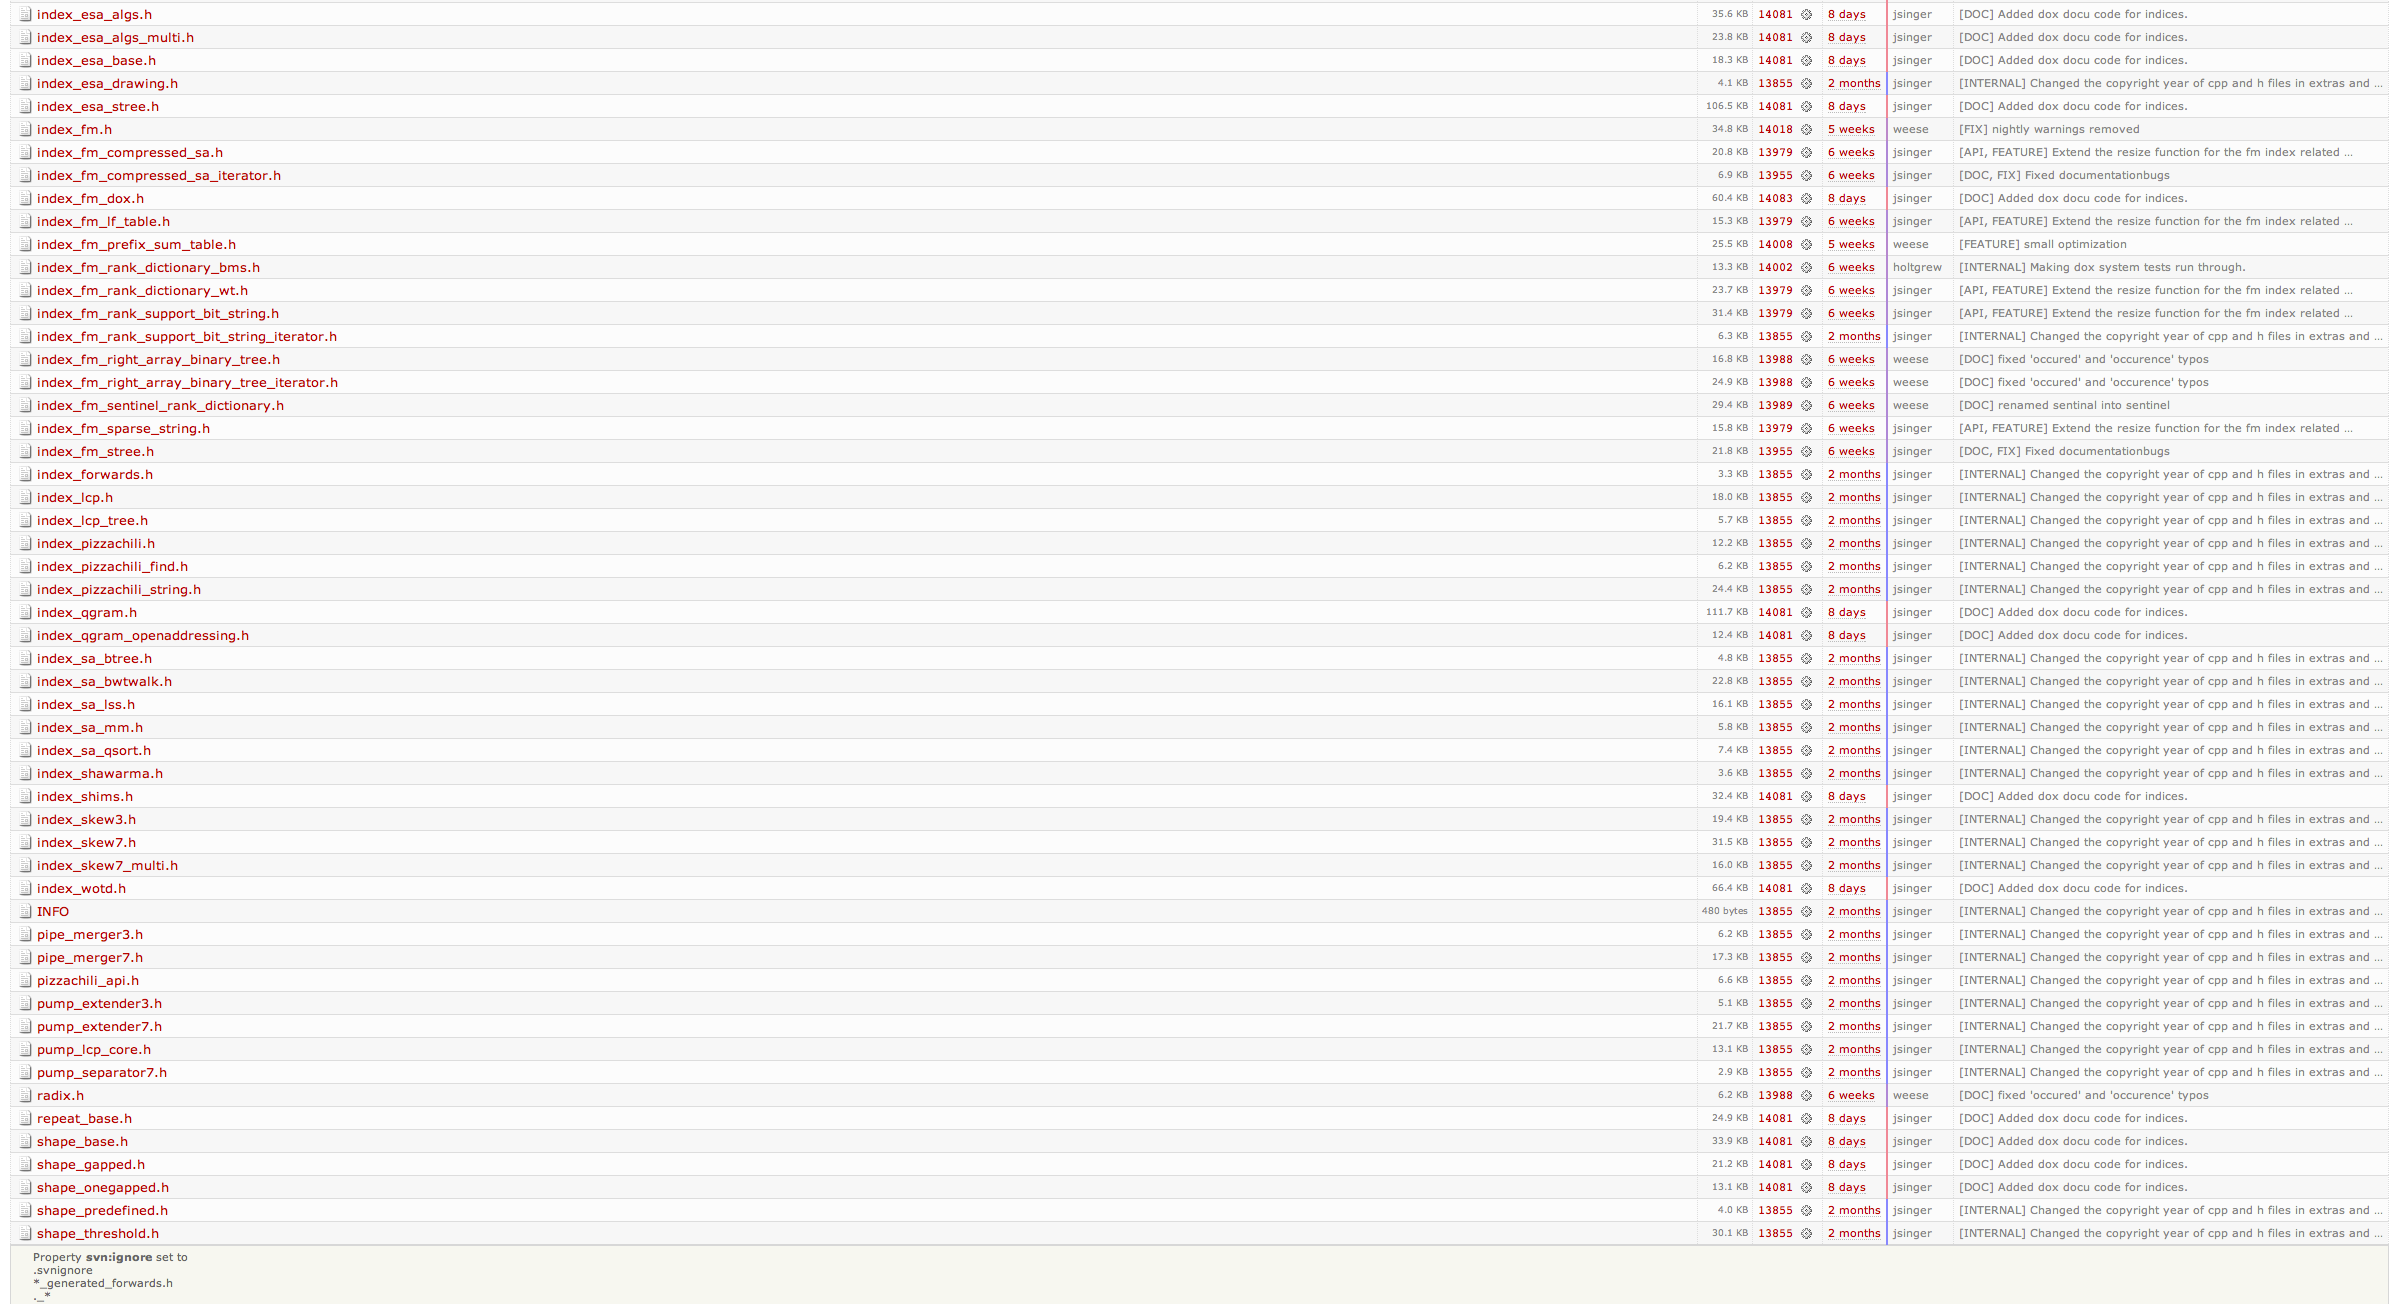 index_esa_algs.h 35.6 KB 14081 8 days jsinger [DOC] Added dox docu code for indices.
index_esa_algs_multi.h 23.8 KB 14081 8 days jsinger [DOC] Added dox docu code for indices.
index_esa_base.h 18.3 KB 14081 8 days jsinger [DOC] Added dox docu code for indices.
index_esa_drawing.h 4.1 KB 13855 2 months jsinger [INTERNAL] Changed the copyright year of cpp and h files in extras and ...
index_esa_stree.h 106.5 KB 14081 8 days jsinger [DOC] Added dox docu code for indices.
index_fm.h 34.8 KB 14018 5 weeks weese [FIX] nightly warnings removed
index_fm_compressed_sa.h 20.8 KB 13979 6 weeks jsinger [API, FEATURE] Extend the resize function for the fm index related ...
index_fm_compressed_sa_iterator.h 6.9 KB 13955 6 weeks jsinger [DOC, FIX] Fixed documentationbugs
index_fm_dox.h 60.4 KB 14083 8 days jsinger [DOC] Added dox docu code for indices.
index_fm_lf_table.h 15.3 KB 13979 6 weeks jsinger [API, FEATURE] Extend the resize function for the fm index related ...
index_fm_prefix_sum_table.h 25.5 KB 14008 5 weeks weese [FEATURE] small optimization
index_fm_rank_dictionary_bms.h 13.3 KB 14002 6 weeks holtgrew [INTERNAL] Making dox system tests run through.
index_fm_rank_dictionary_wt.h 23.7 KB 13979 6 weeks jsinger [API, FEATURE] Extend the resize function for the fm index related ...
index_fm_rank_support_bit_string.h 31.4 KB 13979 6 weeks jsinger [API, FEATURE] Extend the resize function for the fm index related ...
index_fm_rank_support_bit_string_iterator.h 6.3 KB 13855 2 months jsinger [INTERNAL] Changed the copyright year of cpp and h files in extras and ...
index_fm_right_array_binary_tree.h 16.8 KB 13988 6 weeks weese [DOC] fixed 'occured' and 'occurence' typos
index_fm_right_array_binary_tree_iterator.h 24.9 KB 13988 6 weeks weese [DOC] fixed 'occured' and 'occurence' typos
index_fm_sentinel_rank_dictionary.h 29.4 KB 13989 6 weeks weese [DOC] renamed sentinal into sentinel
index_fm_sparse_string.h 15.8 KB 13979 6 weeks jsinger [API, FEATURE] Extend the resize function for the fm index related ...
index_fm_stree.h 21.8 KB 13955 6 weeks jsinger [DOC, FIX] Fixed documentationbugs
index_forwards.h 3.3 KB 13855 2 months jsinger [INTERNAL] Changed the copyright year of cpp and h files in extras and ...
index_lcp.h 18.0 KB 13855 2 months jsinger [INTERNAL] Changed the copyright year of cpp and h files in extras and ...
index_lcp_tree.h 5.7 KB 13855 2 months jsinger [INTERNAL] Changed the copyright year of cpp and h files in extras and ...
index_pizzachili.h 12.2 KB 13855 2 months jsinger [INTERNAL] Changed the copyright year of cpp and h files in extras and ...
index_pizzachili_find.h 6.2 KB 13855 2 months jsinger [INTERNAL] Changed the copyright year of cpp and h files in extras and ...
index_pizzachili_string.h 24.4 KB 13855 2 months jsinger [INTERNAL] Changed the copyright year of cpp and h files in extras and ...
index_qgram.h 111.7 KB 14081 8 days jsinger [DOC] Added dox docu code for indices.
index_qgram_openaddressing.h 12.4 KB 14081 8 days jsinger [DOC] Added dox docu code for indices.
index_sa_btree.h 4.8 KB 13855 2 months jsinger [INTERNAL] Changed the copyright year of cpp and h files in extras and ...
index_sa_bwtwalk.h 22.8 KB 13855 2 months jsinger [INTERNAL] Changed the copyright year of cpp and h files in extras and ...
index_sa_lss.h 16.1 KB 13855 2 months jsinger [INTERNAL] Changed the copyright year of cpp and h files in extras and ...
index_sa_mm.h 5.8 KB 13855 2 months jsinger [INTERNAL] Changed the copyright year of cpp and h files in extras and ...
index_sa_qsort.h 7.4 KB 13855 2 months jsinger [INTERNAL] Changed the copyright year of cpp and h files in extras and ...
index_shawarma.h 3.6 KB 13855 2 months jsinger [INTERNAL] Changed the copyright year of cpp and h files in extras and ...
index_shims.h 32.4 KB 14081 8 days jsinger [DOC] Added dox docu code for indices.
index_skew3.h 19.4 KB 13855 2 months jsinger [INTERNAL] Changed the copyright year of cpp and h files in extras and ...
index_skew7.h 31.5 KB 13855 2 months jsinger [INTERNAL] Changed the copyright year of cpp and h files in extras and ...
index_skew7_multi.h 16.0 KB 13855 2 months jsinger [INTERNAL] Changed the copyright year of cpp and h files in extras and ...
index_wotd.h 66.4 KB 14081 8 days jsinger [DOC] Added dox docu code for indices.
INFO 480 bytes 13855 2 months jsinger [INTERNAL] Changed the copyright year of cpp and h files in extras and ...
pipe_merger3.h 6.2 KB 13855 2 months jsinger [INTERNAL] Changed the copyright year of cpp and h files in extras and ...
pipe_merger7.h 17.3 KB 13855 2 months jsinger [INTERNAL] Changed the copyright year of cpp and h files in extras and ...
pizzachili_api.h 6.6 KB 13855 2 months jsinger [INTERNAL] Changed the copyright year of cpp and h files in extras and ...
pump_extender3.h 5.1 KB 13855 2 months jsinger [INTERNAL] Changed the copyright year of cpp and h files in extras and ...
pump_extender7.h 21.7 KB 13855 2 months jsinger [INTERNAL] Changed the copyright year of cpp and h files in extras and ...
pump_lcp_core.h 13.1 KB 13855 2 months jsinger [INTERNAL] Changed the copyright year of cpp and h files in extras and ...
pump_separator7.h 2.9 KB 13855 2 months jsinger [INTERNAL] Changed the copyright year of cpp and h files in extras and ...
radix.h 6.2 KB 13988 6 weeks weese [DOC] fixed 'occured' and 'occurence' typos
repeat_base.h 24.9 KB 14081 8 days jsinger [DOC] Added dox docu code for indices.
shape_base.h 33.9 KB 14081 8 days jsinger [DOC] Added dox docu code for indices.
shape_gapped.h 21.2 KB 14081 8 days jsinger [DOC] Added dox docu code for indices.
shape_onegapped.h 13.1 KB 14081 8 days jsinger [DOC] Added dox docu code for indices.
shape_predefined.h 4.0 KB 13855 2 months jsinger [INTERNAL] Changed the copyright year of cpp and h files in extras and ...
shape_threshold.h 30.1 KB 13855 2 months jsinger [INTERNAL] Changed the copyright year of cpp and h files in extras and ...
Property svn:ignore set to
.svnignore
*_generated_forwards.h
._*